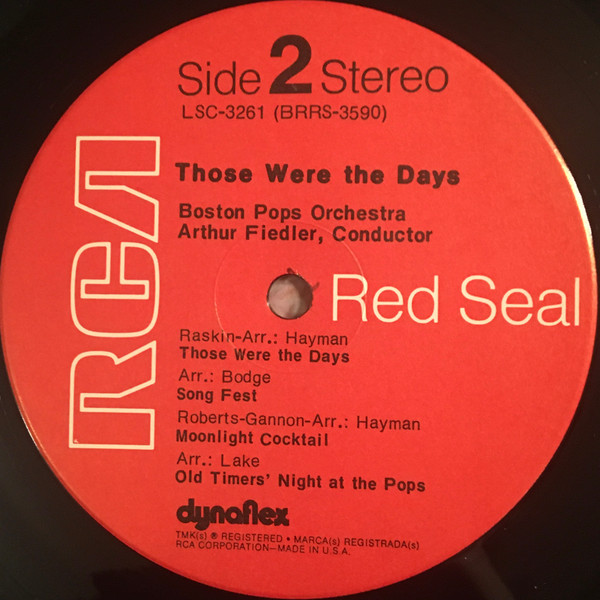 Side 2 Stereo
LSC-3261 (BRRS-3590)
Those Were the Days
Boston Pops Orchestra
Arthur Fiedler, Conductor
RCA
Red Seal
Raskin-Arr.: Hayman
Those Were the Days
Arr.: Bodge
Song Fest
Roberts-Gannon-Arr.: Hayman
Moonlight Cocktail
Arr.: Lake
Old Timers' Night at the Pops
dynaflex
TMK(s) ® REGISTERED • MARCA(s) REGISTRADA(s)
RCA CORPORATION—MADE IN U.S.A.